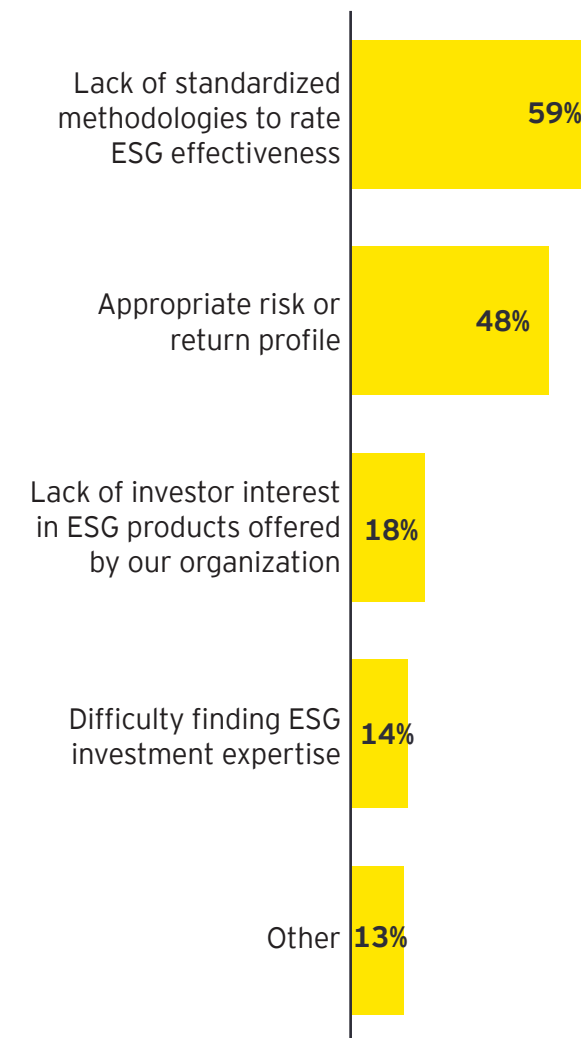 Lack of standardized
methodologies to rate
ESG effectiveness
59%
Appropriate risk or
return profile
48%
Lack of investor interest
in ESG products offered
by our organization
18%
Difficulty finding ESG
investment expertise
14%
Other
13%